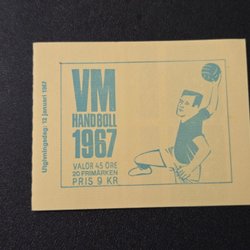 Utgivningsdag: 12 januari 1967
VM
HANDBOLL
1967
VALÖR 45 ÖRE
20 FRIMÄRKEN
PRIS 9 KR